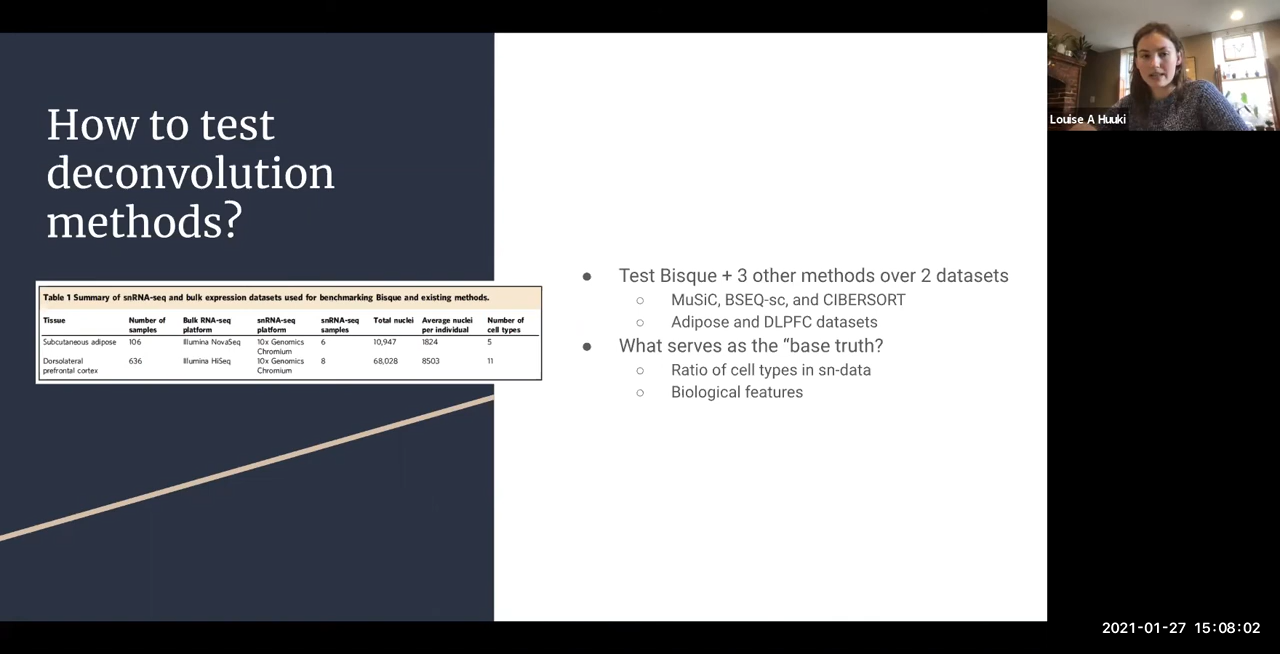 How to test
deconvolution
methods?
Table 1 Summary of snRNA-seq and bulk expression datasets used for benchmarking Bisque and existing methods.
Tissue Number of samples Bulk RNA-seq platform snRNA-seq platform snRNA-seq samples Total nuclei Average nuclei per individual Number of cell types
Subcutaneous adipose 106 Illumina NovaSeq 10x Genomics Chromium 6 10,947 1824 5
Dorsolateral prefrontal cortex 636 Illumina HiSeq 10x Genomics Chromium 8 68,028 8503 11
● Test Bisque + 3 other methods over 2 datasets
○ MuSiC, BSEQ-sc, and CIBERSORT
○ Adipose and DLPFC datasets
● What serves as the “base truth?
○ Ratio of cell types in sn-data
○ Biological features
Louise A Huuki
2021-01-27 15:08:02